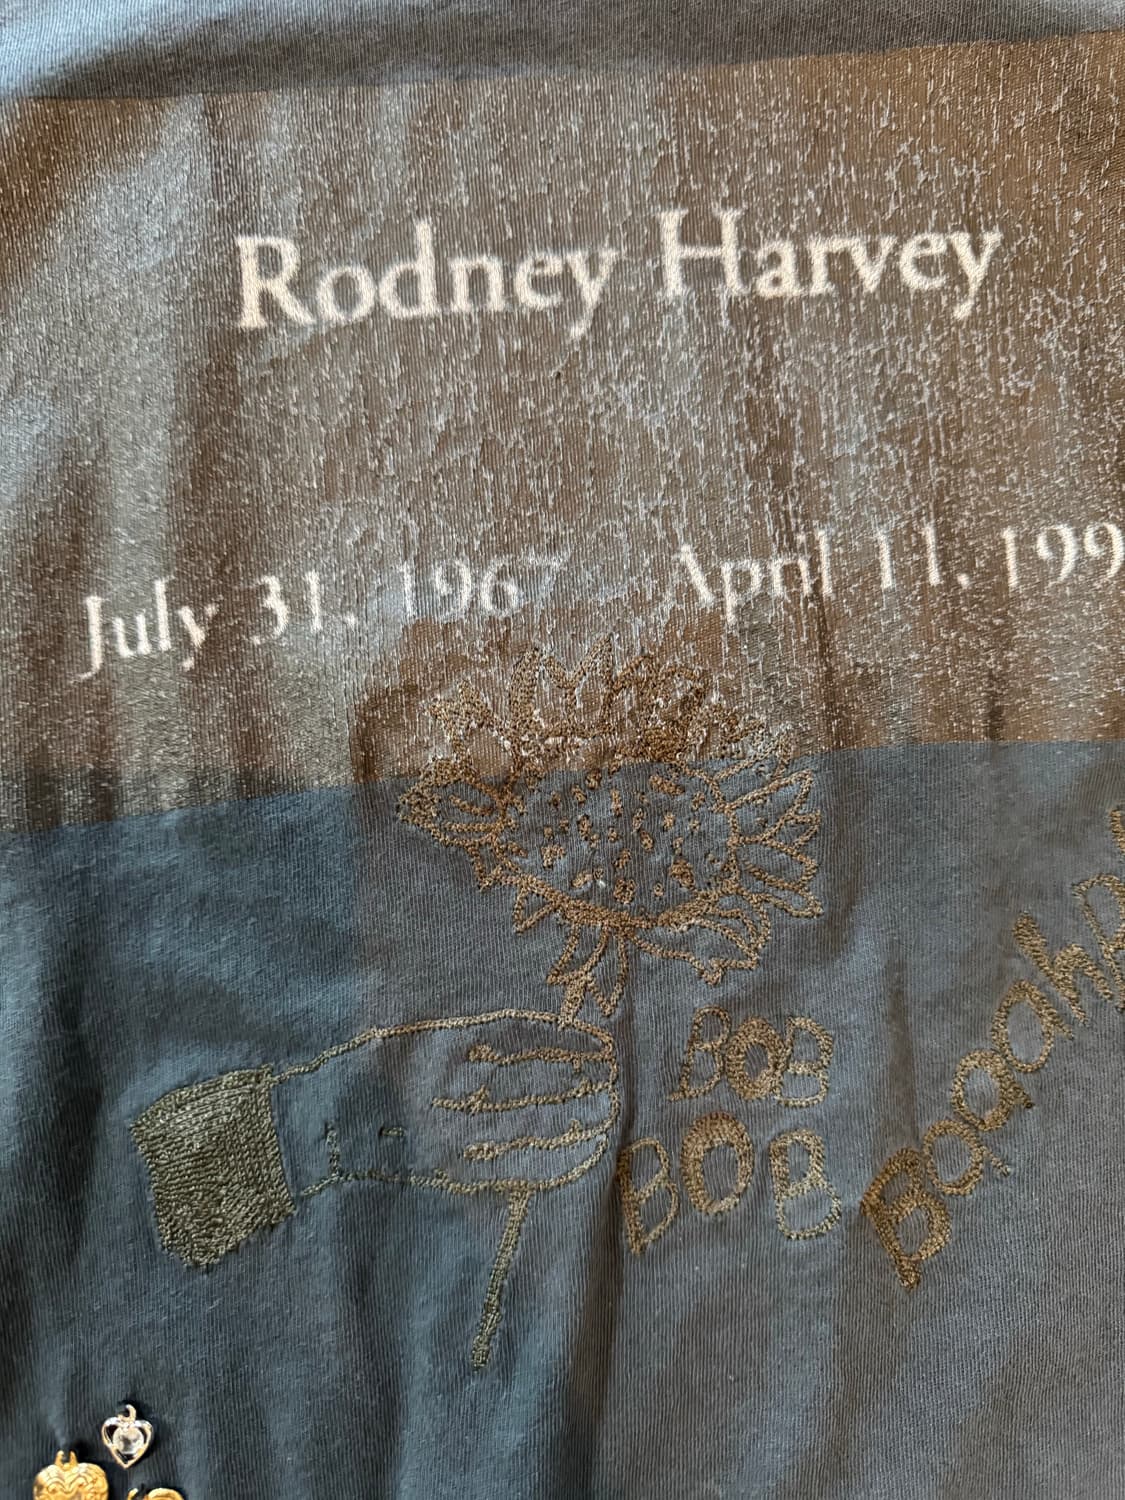 Rodney Harvey
July 31, 1967 April 11, 199
BOB
BOB